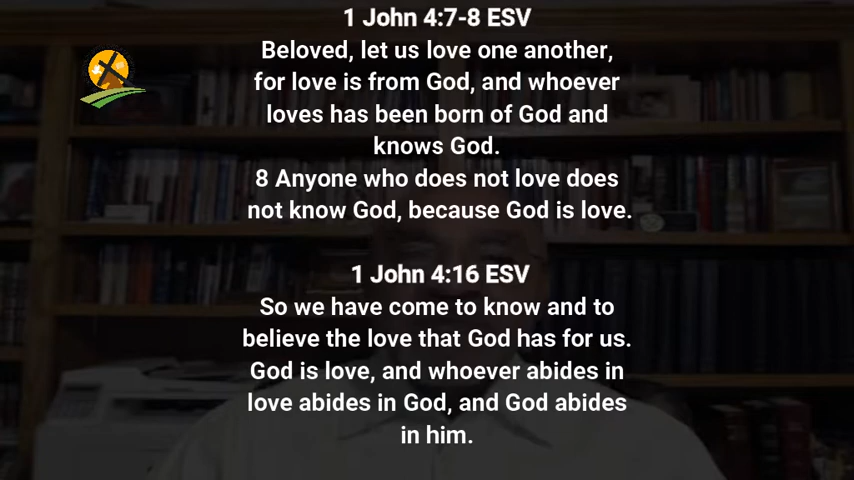 1 John 4:7-8 ESV
Beloved, let us love one another,
for love is from God, and whoever
loves has been born of God and
knows God.
8 Anyone who does not love does
not know God, because God is love.
1 John 4:16 ESV
So we have come to know and to
believe the love that God has for us.
God is love, and whoever abides in
love abides in God, and God abides
in him.